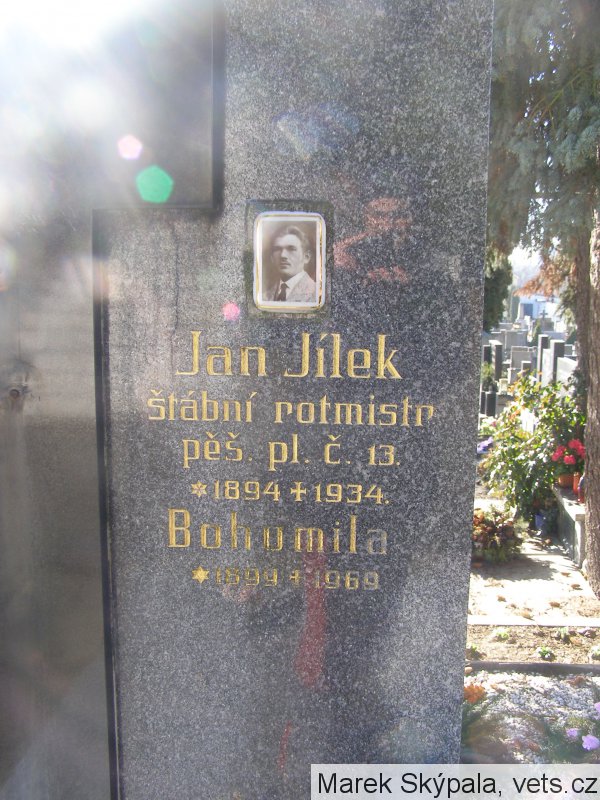 Jan Jílek
štábní rotmistr
pěš. pl. č. 13.
*1894 +1934.
Bohumila
*1899 +1969
Marek Skýpala, vets.cz